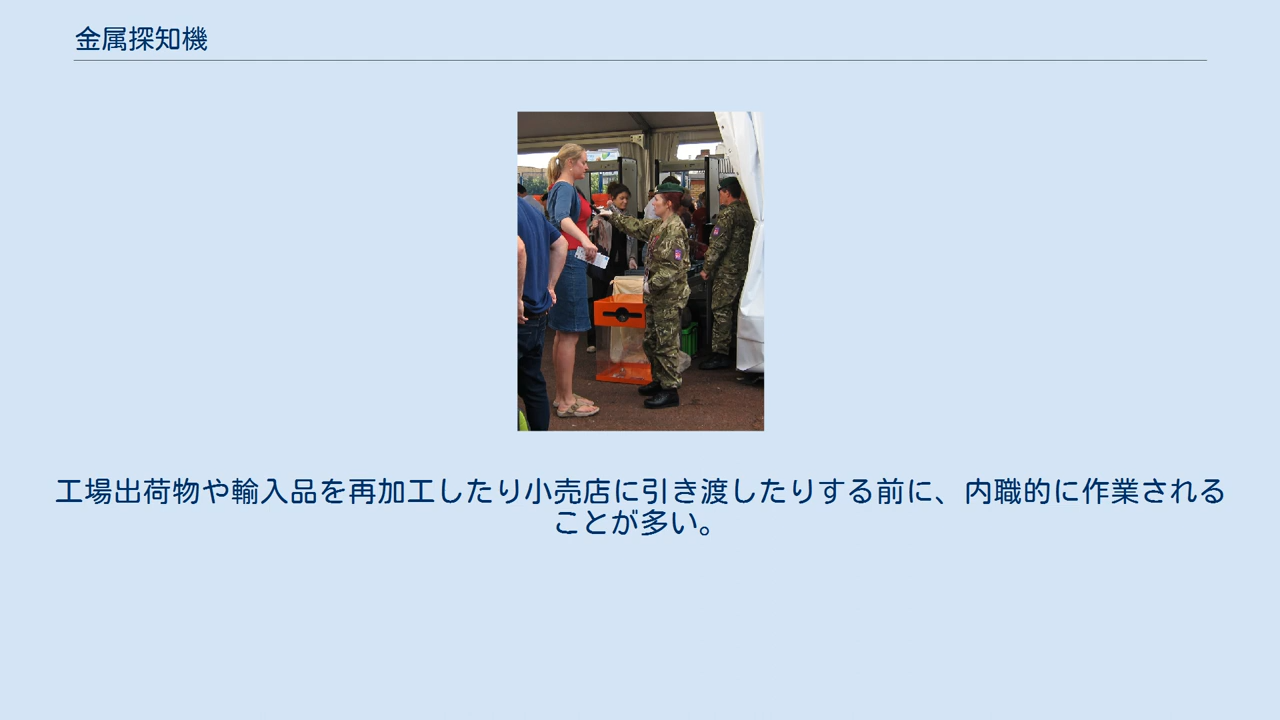 金属探知機
工場出荷物や輸入品を再加工したり小売店に引き渡したりする前に、内職的に作業される
ことが多い。